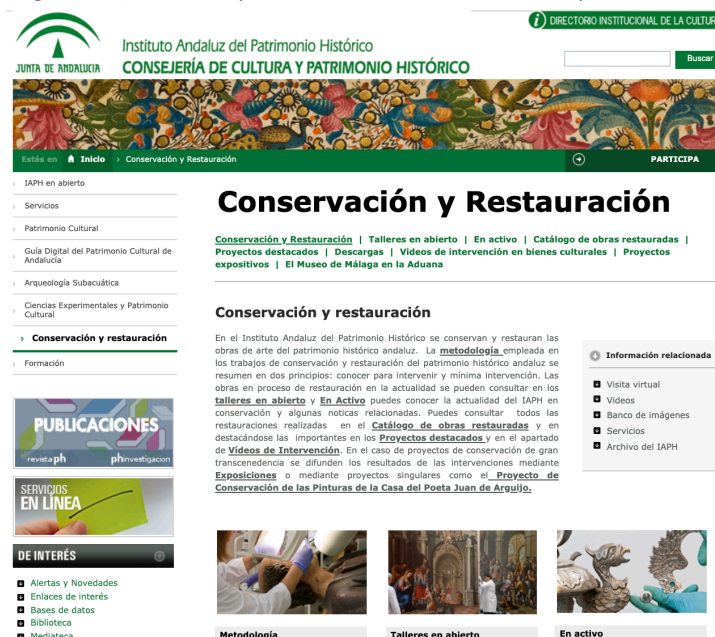 DIRECTORIO INSTITUCIONAL DE LA CULTUR
JUNTA DE ANDALUCIA
Instituto Andaluz del Patrimonio Histórico
CONSEJERÍA DE CULTURA Y PATRIMONIO HISTÓRICO
Buscar
Estás en Inicio › Conservación y Restauración
PARTICIPA
IAPH en abierto
Servicios
Patrimonio Cultural
Guía Digital del Patrimonio Cultural de
Andalucía
Arqueología Subacuática
Ciencias Experimentales y Patrimonio
Cultural
› Conservación y restauración
Formación
PUBLICACIONES
revista ph phinvestigacion
SERVICIOS
EN LÍNEA
DE INTERÉS
Alertas y Novedades
Enlaces de interés
Bases de datos
Biblioteca
Mediateca
Conservación y Restauración
Conservación y Restauración | Talleres en abierto | En activo | Catálogo de obras restauradas |
Proyectos destacados | Descargas | Videos de intervención en bienes culturales | Proyectos
expositivos | El Museo de Málaga en la Aduana
Conservación y restauración
En el Instituto Andaluz del Patrimonio Histórico se conservan y restauran las
obras de arte del patrimonio histórico andaluz. La metodología empleada en
los trabajos de conservación y restauración del patrimonio histórico andaluz se
resumen en dos principios: conocer para intervenir y mínima intervención. Las
obras en proceso de restauración en la actualidad se pueden consultar en los
talleres en abierto y En Activo puedes conocer la actualidad del IAPH en
conservación y algunas noticas relacionadas. Puedes consultar todos las
restauraciones realizadas en el Catálogo de obras restauradas y en
destacándose las importantes en los Proyectos destacados y en el apartado
de Vídeos de Intervención. En el caso de proyectos de conservación de gran
transcenedencia se difunden los resultados de las intervenciones mediante
Exposiciones o mediante proyectos singulares como el Proyecto de
Conservación de las Pinturas de la Casa del Poeta Juan de Arguijo.
Información relacionada
Visita virtual
Videos
Banco de imágenes
Servicios
Archivo del IAPH
Metodología
Talleres en abierto
En activo